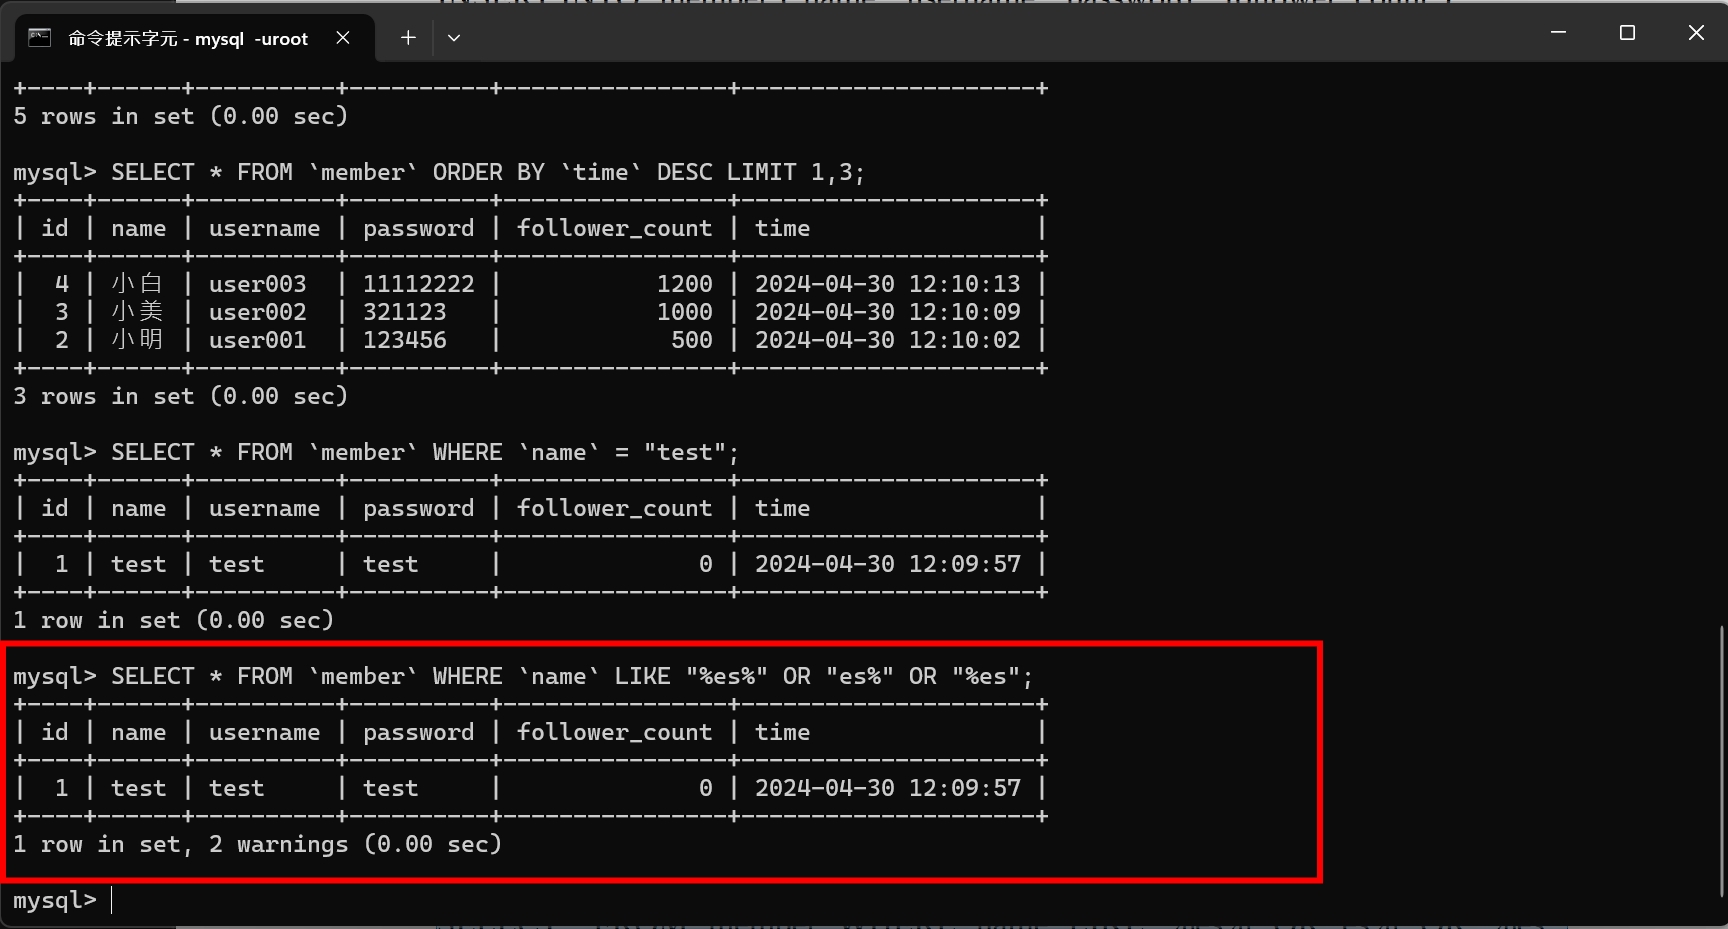 命令提示字元 - mysql  -uroot
+----+------+----------+----------+----------------+---------------------+
5 rows in set (0.00 sec)
mysql> SELECT * FROM `member` ORDER BY `time` DESC LIMIT 1,3;
+----+------+----------+----------+----------------+---------------------+
| id | name | username | password | follower_count | time                |
+----+------+----------+----------+----------------+---------------------+
|  4 | 小白 | user003  | 11112222 |           1200 | 2024-04-30 12:10:13 |
|  3 | 小美 | user002  | 321123   |           1000 | 2024-04-30 12:10:09 |
|  2 | 小明 | user001  | 123456   |            500 | 2024-04-30 12:10:02 |
+----+------+----------+----------+----------------+---------------------+
3 rows in set (0.00 sec)
mysql> SELECT * FROM `member` WHERE `name` = "test";
+----+------+----------+----------+----------------+---------------------+
| id | name | username | password | follower_count | time                |
+----+------+----------+----------+----------------+---------------------+
|  1 | test | test     | test     |              0 | 2024-04-30 12:09:57 |
+----+------+----------+----------+----------------+---------------------+
1 row in set (0.00 sec)
mysql> SELECT * FROM `member` WHERE `name` LIKE "%es%" OR "es%" OR "%es";
+----+------+----------+----------+----------------+---------------------+
| id | name | username | password | follower_count | time                |
+----+------+----------+----------+----------------+---------------------+
|  1 | test | test     | test     |              0 | 2024-04-30 12:09:57 |
+----+------+----------+----------+----------------+---------------------+
1 row in set, 2 warnings (0.00 sec)
mysql>